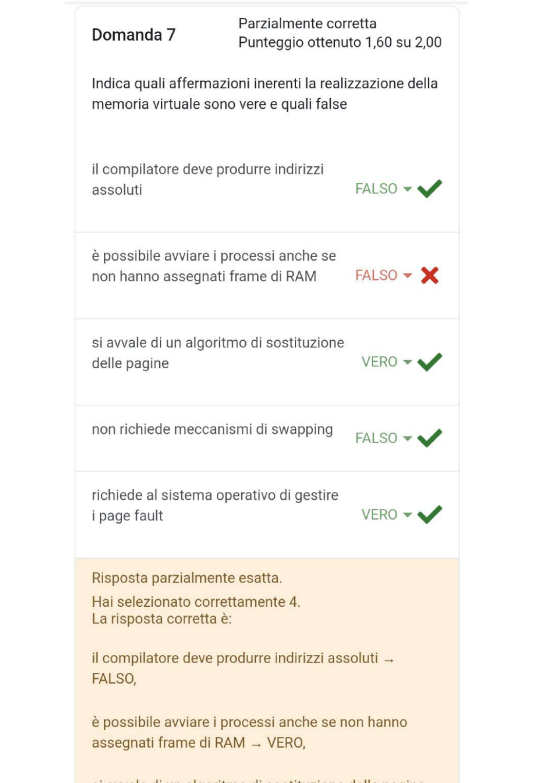 Domanda 7
Parzialmente corretta
Punteggio ottenuto 1,60 su 2,00
Indica quali affermazioni inerenti la realizzazione della
memoria virtuale sono vere e quali false
il compilatore deve produrre indirizzi
assoluti
FALSO
è possibile avviare i processi anche se
non hanno assegnati frame di RAM
FALSO
si avvale di un algoritmo di sostituzione
delle pagine
VERO
non richiede meccanismi di swapping
FALSO
richiede al sistema operativo di gestire
i page fault
VERO
Risposta parzialmente esatta.
Hai selezionato correttamente 4.
La risposta corretta è:
il compilatore deve produrre indirizzi assoluti →
FALSO,
è possibile avviare i processi anche se non hanno
assegnati frame di RAM → VERO,